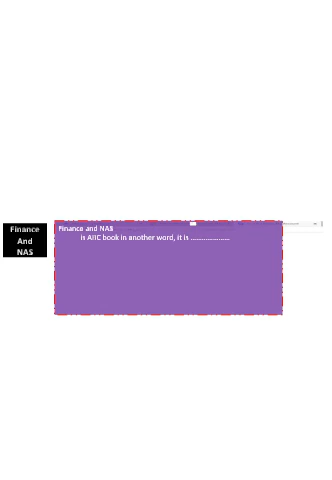 Finance
And
NAS
Finance and NAS
is AIIC book in another word, it is .....................